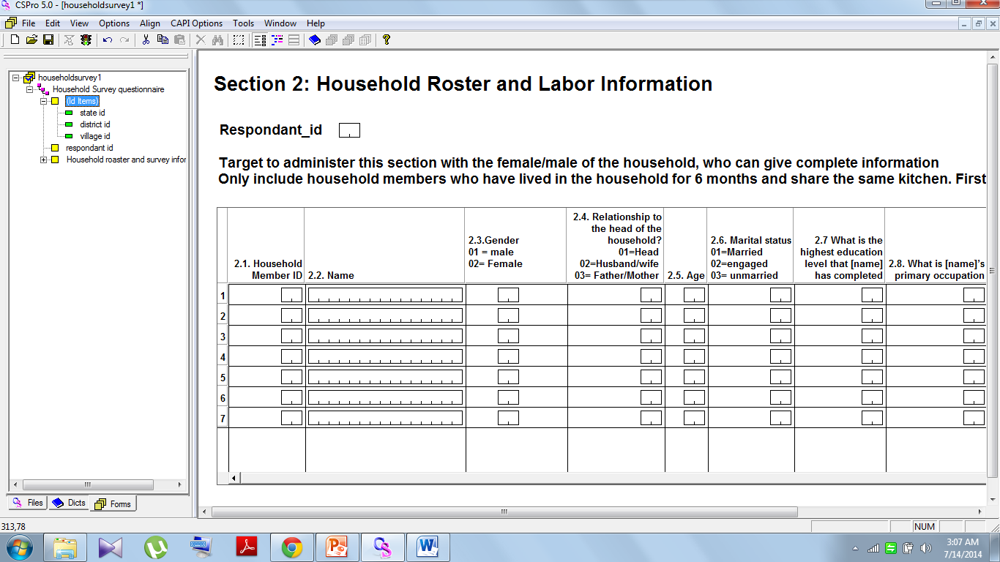 CSPro 5.0 - [householdsurvey1 *]
File Edit View Options Align CAPI Options Tools Window Help
householdsurvey1
Household Survey questionnaire
(Id Items)
state id
district id
village id
respondant id
Household roaster and survey infor
Files Dicts Forms
Section 2: Household Roster and Labor Information
Respondant_id
Target to administer this section with the female/male of the household, who can give complete information
Only include household members who have lived in the household for 6 months and share the same kitchen. First
2.1. Household
Member ID
2.2. Name
2.3.Gender
01 = male
02= Female
2.4. Relationship to
the head of the
household?
01=Head
02=Husband/wife
03= Father/Mother
2.5. Age
2.6. Marital status
01=Married
02=engaged
03= unmarried
2.7 What is the
highest education
level that [name]
has completed
2.8. What is [name]'s
primary occupation
1
2
3
4
5
6
7
313,78
NUM
3:07 AM
7/14/2014